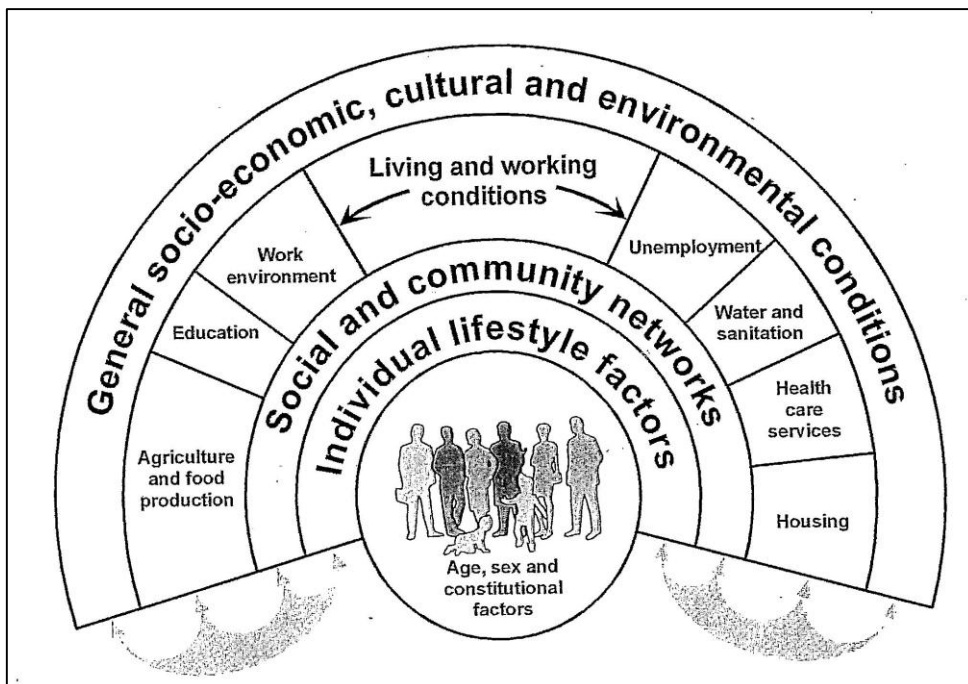 General socio-economic, cultural and environmental conditions
Living and working
conditions
Work
environment
Education
Agriculture
and food
production
Unemployment
Water and
sanitation
Health
care
services
Housing
Social and community networks
Individual lifestyle factors
Age, sex and
constitutional
factors